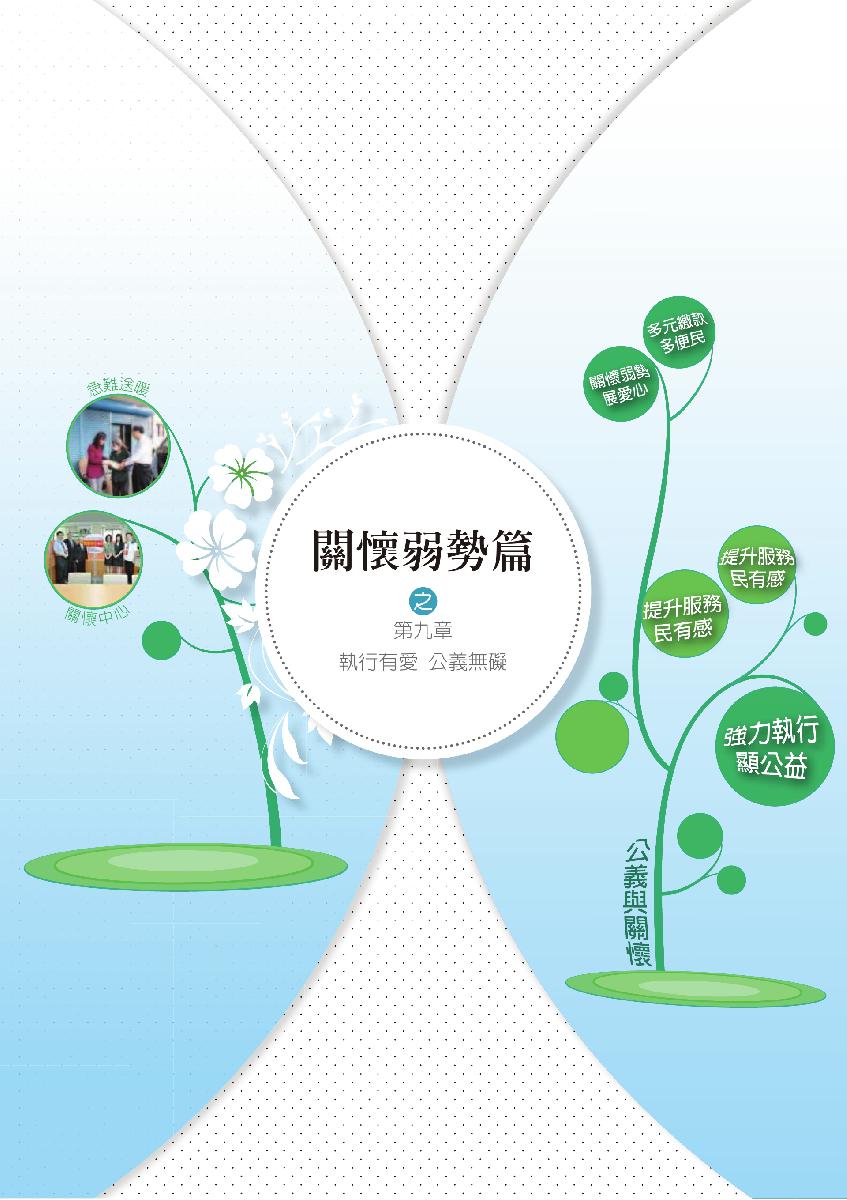 急難送暖
關懷中心
關懷弱勢篇
之
第九章
執行有愛 公義無礙
多元繳款
多便民
關懷弱勢
展愛心
提升服務
民有感
提升服務
民有感
強力執行
顯公益
公義與關懷